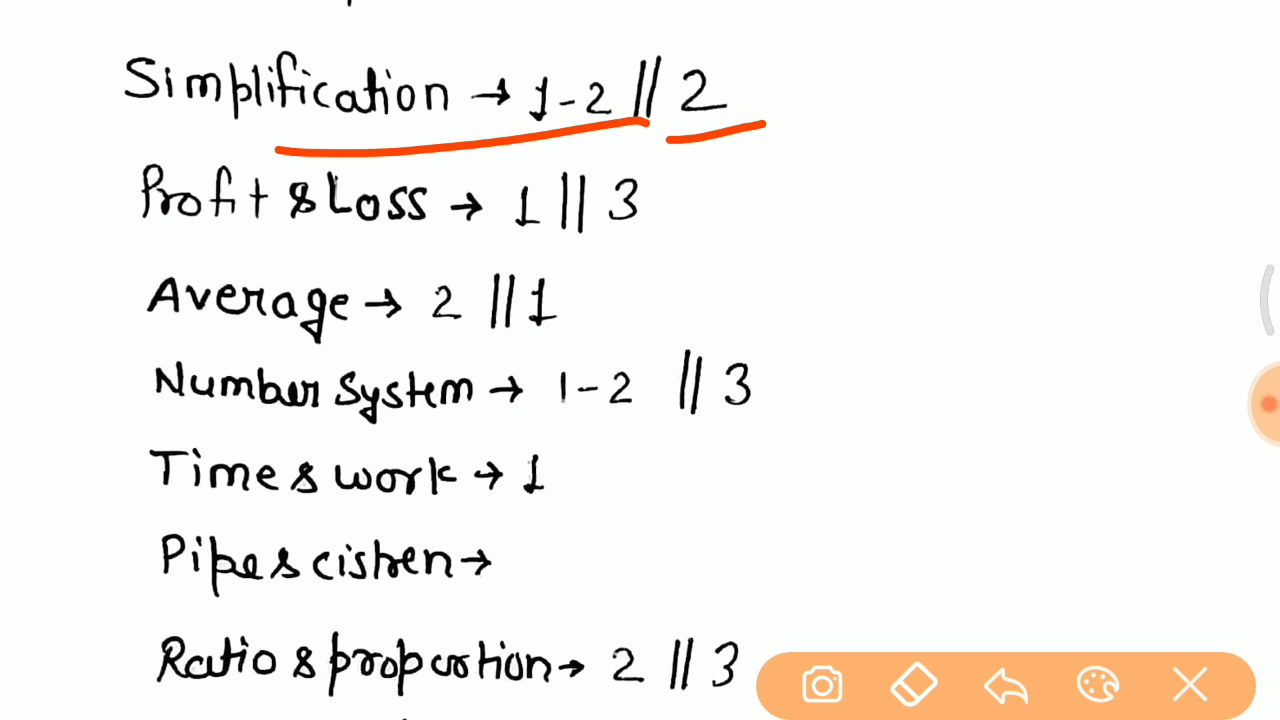 Simplification → 1-2 || 2
Profit & Loss → 1 || 3
Average → 2 || 1
Number System → 1-2 || 3
Time & work → 1
Pipe & cistern →
Ratio & proportion → 2 || 3